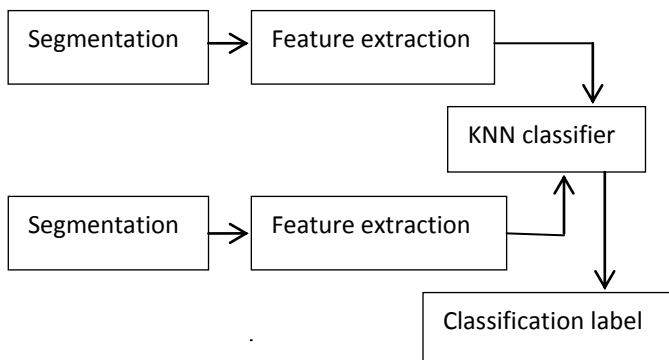 Segmentation
Feature extraction
KNN classifier
Segmentation
Feature extraction
Classification label
.